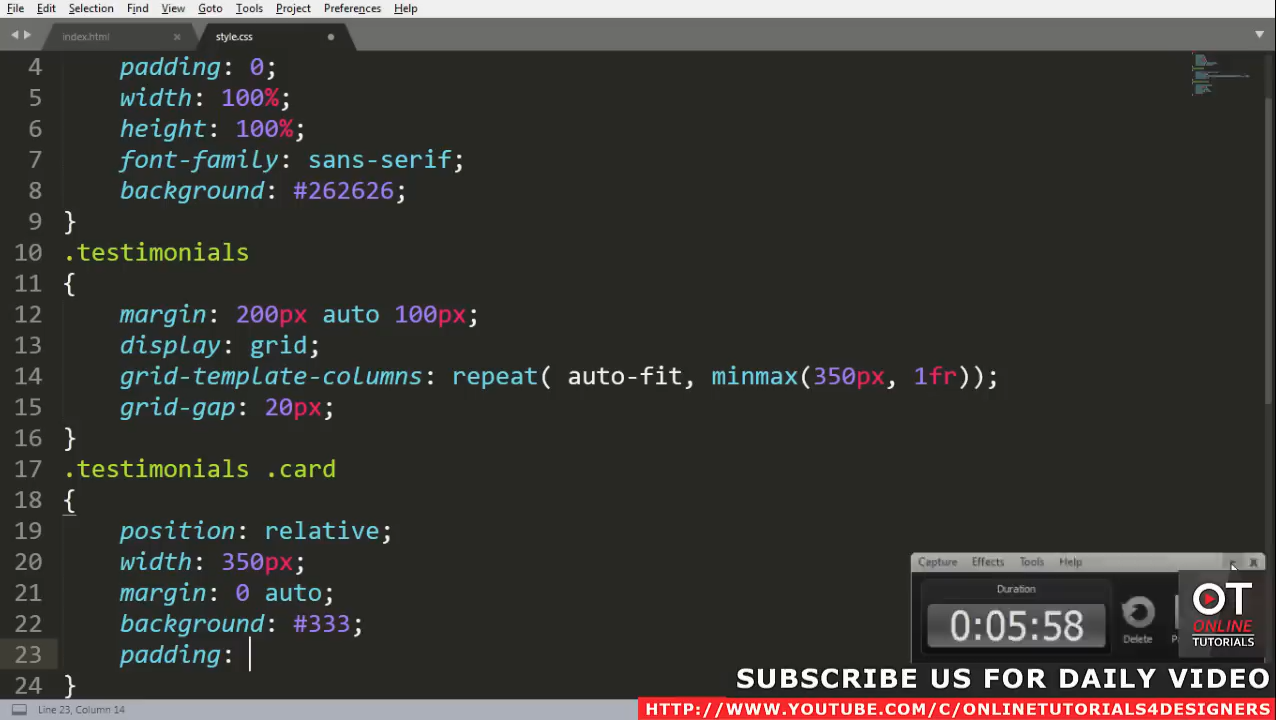 File Edit Selection Find View Goto Tools Project Preferences Help
index.html × style.css
4 padding: 0;
5 width: 100%;
6 height: 100%;
7 font-family: sans-serif;
8 background: #262626;
9 }
10 .testimonials
11 {
12 margin: 200px auto 100px;
13 display: grid;
14 grid-template-columns: repeat( auto-fit, minmax(350px, 1fr));
15 grid-gap: 20px;
16 }
17 .testimonials .card
18 {
19 position: relative;
20 width: 350px;
21 margin: 0 auto;
22 background: #333;
23 padding:
24 }
Capture Effects Tools Help
Duration
0:05:58
Delete
OT
ONLINE
TUTORIALS
SUBSCRIBE US FOR DAILY VIDEO
Line 23, Column 14
HTTP://WWW.YOUTUBE.COM/C/ONLINETUTORIALS4DESIGNERS